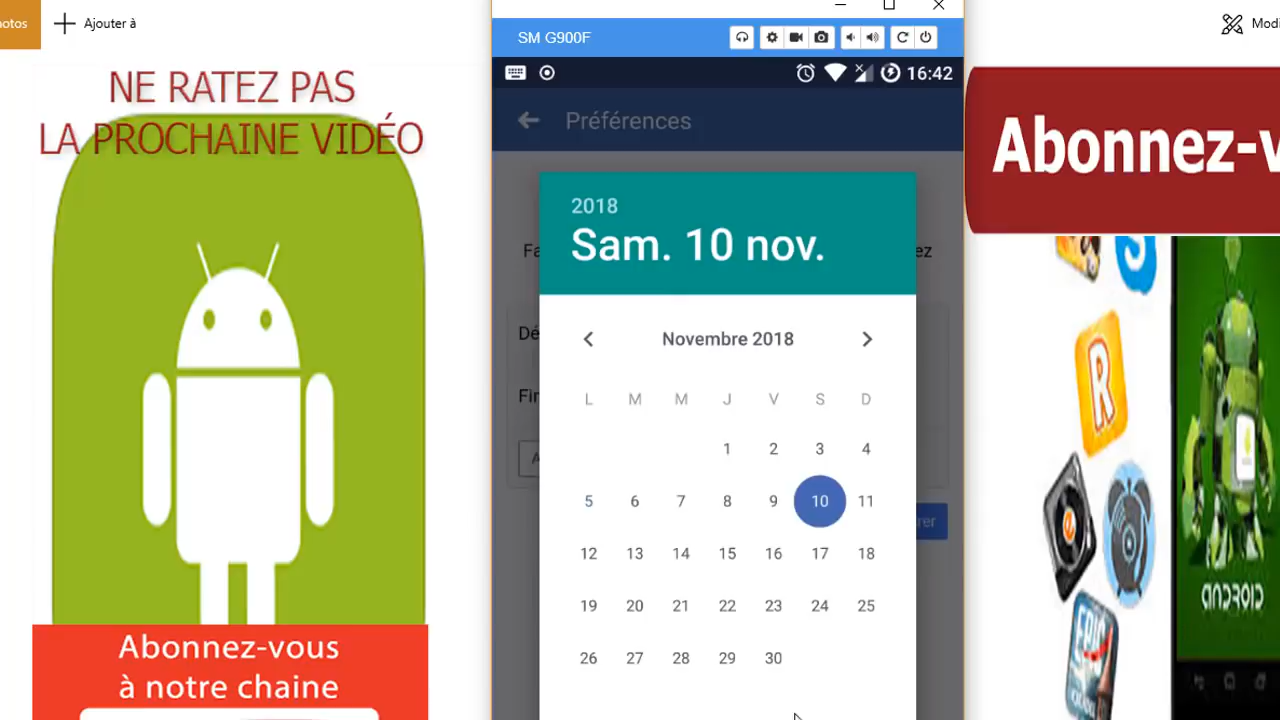 Ajouter à
NE RATEZ PAS
LA PROCHAINE VIDÉO
Abonnez-vous
à notre chaine
SM G900F
16:42
Préférences
2018
Sam. 10 nov.
Novembre 2018
L M M J V S D
1 2 3 4
5 6 7 8 9 10 11
12 13 14 15 16 17 18
19 20 21 22 23 24 25
26 27 28 29 30
Abonnez-v
ANDROID